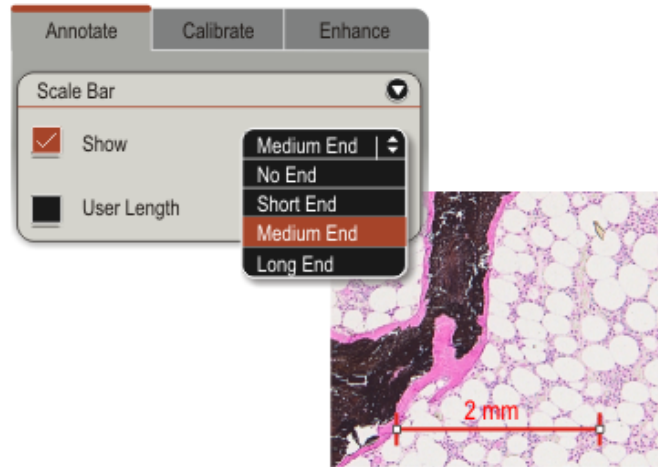 Annotate Calibrate Enhance
Scale Bar
Show
Medium End
No End
User Length
Short End
Medium End
Long End
2 mm